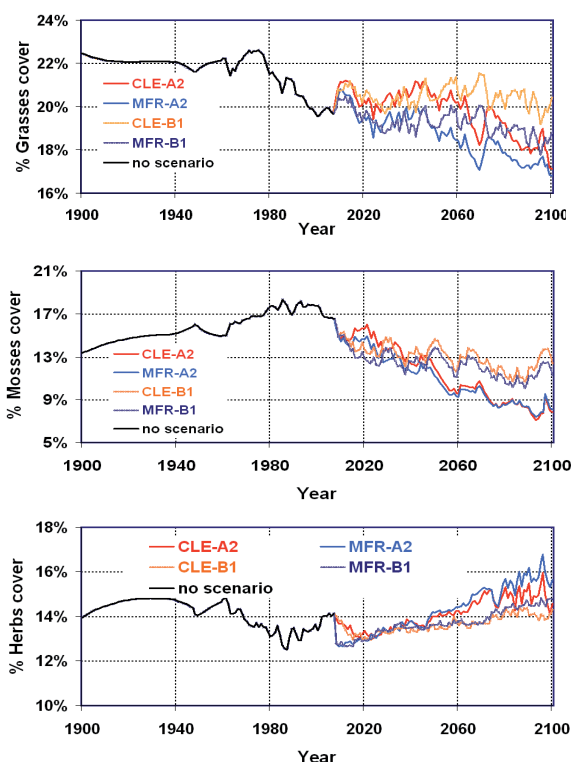 % Grasses cover
24%
22%
20%
18%
16%
CLE-A2
MFR-A2
CLE-B1
MFR-B1
no scenario
1900 1940 1980 2020 2060 2100
Year
% Mosses cover
21%
17%
13%
9%
5%
CLE-A2
MFR-A2
CLE-B1
MFR-B1
no scenario
1900 1940 1980 2020 2060 2100
Year
% Herbs cover
18%
16%
14%
12%
10%
CLE-A2 MFR-A2
CLE-B1 MFR-B1
no scenario
1900 1940 1980 2020 2060 2100
Year